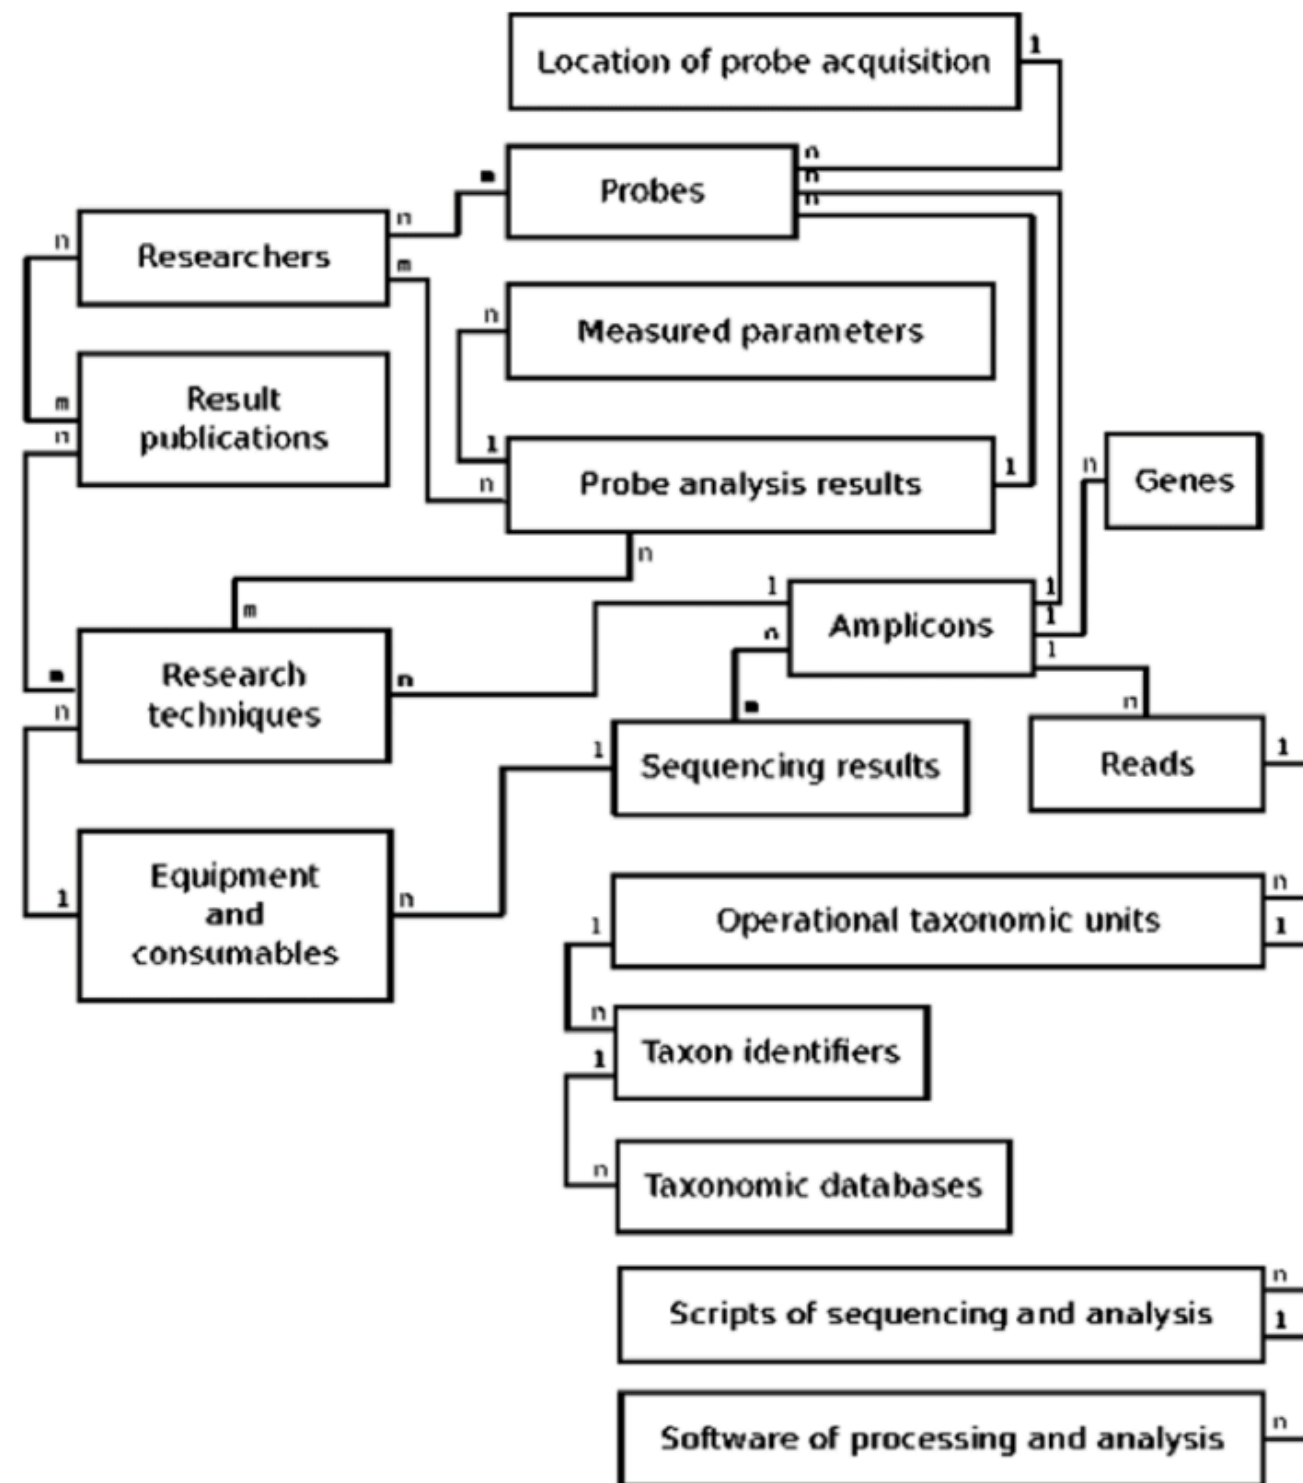 Location of probe acquisition
1
n
Probes
n
n
m
n
Researchers
m
n
n
Measured parameters
Result
publications
m
n
1
Probe analysis results
n
1
n
Genes
n
m
1
Amplicons
1
1
1
n
Research
techniques
m
n
n
m
n
1
Sequencing results
Reads
1
Equipment
and
consumables
1
n
Operational taxonomic units
n
1
1
n
Taxon identifiers
1
n
Taxonomic databases
Scripts of sequencing and analysis
n
1
Software of processing and analysis
n